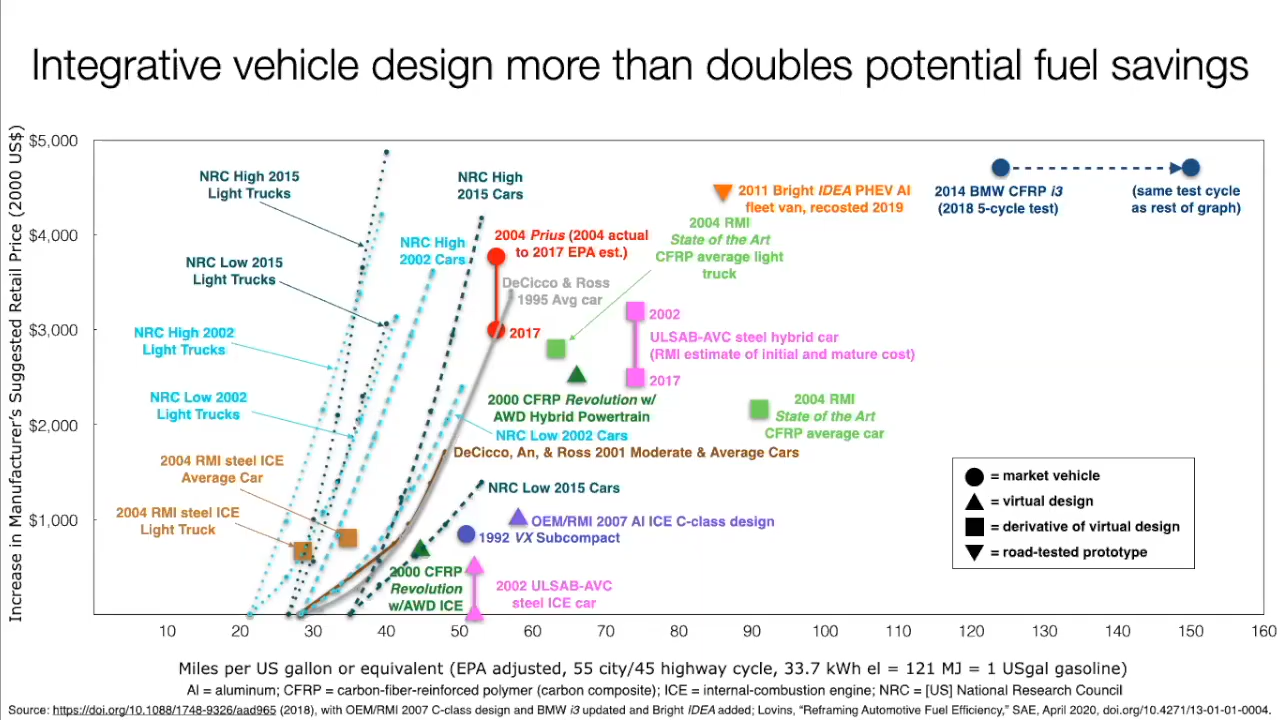 Integrative vehicle design more than doubles potential fuel savings
Increase in Manufacturer's Suggested Retail Price (2000 US$)
$5,000
$4,000
$3,000
$2,000
$1,000
NRC High 2015
Light Trucks
NRC Low 2015
Light Trucks
NRC High 2002
Light Trucks
NRC Low 2002
Light Trucks
2004 RMI steel ICE
Average Car
2004 RMI steel ICE
Light Truck
NRC High
2015 Cars
NRC High
2002 Cars
2004 Prius (2004 actual
to 2017 EPA est.)
DeCicco & Ross
1995 Avg car
2017
2011 Bright IDEA PHEV Al
fleet van, recosted 2019
2004 RMI
State of the Art
CFRP average light
truck
2014 BMW CFRP i3
(2018 5-cycle test)
(same test cycle
as rest of graph)
2002
ULSAB-AVC steel hybrid car
(RMI estimate of initial and mature cost)
2017
2000 CFRP Revolution w/
AWD Hybrid Powertrain
NRC Low 2002 Cars
2004 RMI
State of the Art
CFRP average car
DeCicco, An, & Ross 2001 Moderate & Average Cars
NRC Low 2015 Cars
OEM/RMI 2007 Al ICE C-class design
1992 VX Subcompact
2000 CFRP
Revolution
w/AWD ICE
2002 ULSAB-AVC
steel ICE car
= market vehicle
= virtual design
= derivative of virtual design
= road-tested prototype
10 20 30 40 50 60 70 80 90 100 110 120 130 140 150 160
Miles per US gallon or equivalent (EPA adjusted, 55 city/45 highway cycle, 33.7 kWh el = 121 MJ = 1 USgal gasoline)
Al = aluminum; CFRP = carbon-fiber-reinforced polymer (carbon composite); ICE = internal-combustion engine; NRC = [US] National Research Council
Source: https://doi.org/10.1088/1748-9326/aad965 (2018), with OEM/RMI 2007 C-class design and BMW i3 updated and Bright IDEA added; Lovins, "Reframing Automotive Fuel Efficiency," SAE, April 2020, doi.org/10.4271/13-01-01-0004.